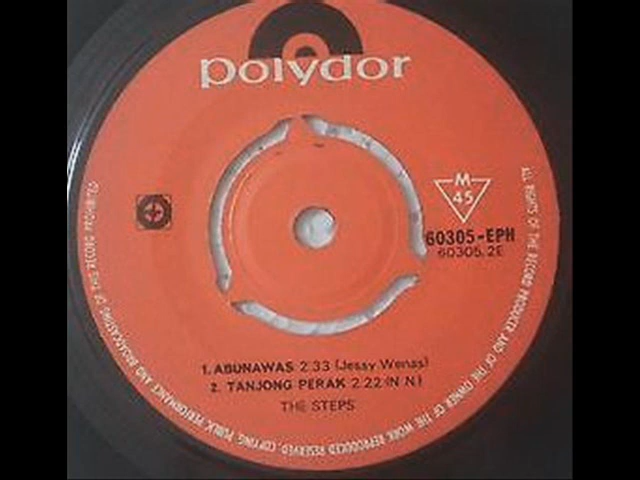 polydor
M
45
60305-EPH
60305.2E
1. ABUNAWAS 2.33 (Jessy Wenas)
2. TANJONG PERAK 2.22 (N N)
THE STEPS
ALL RIGHTS OF THE RECORD PRODUCER AND OF THE OWNER OF THE WORK REPRODUCED RESERVED. COPYING, PUBLIC PERFORMANCE AND BROADCASTING OF THIS RECORD PROHIBITED